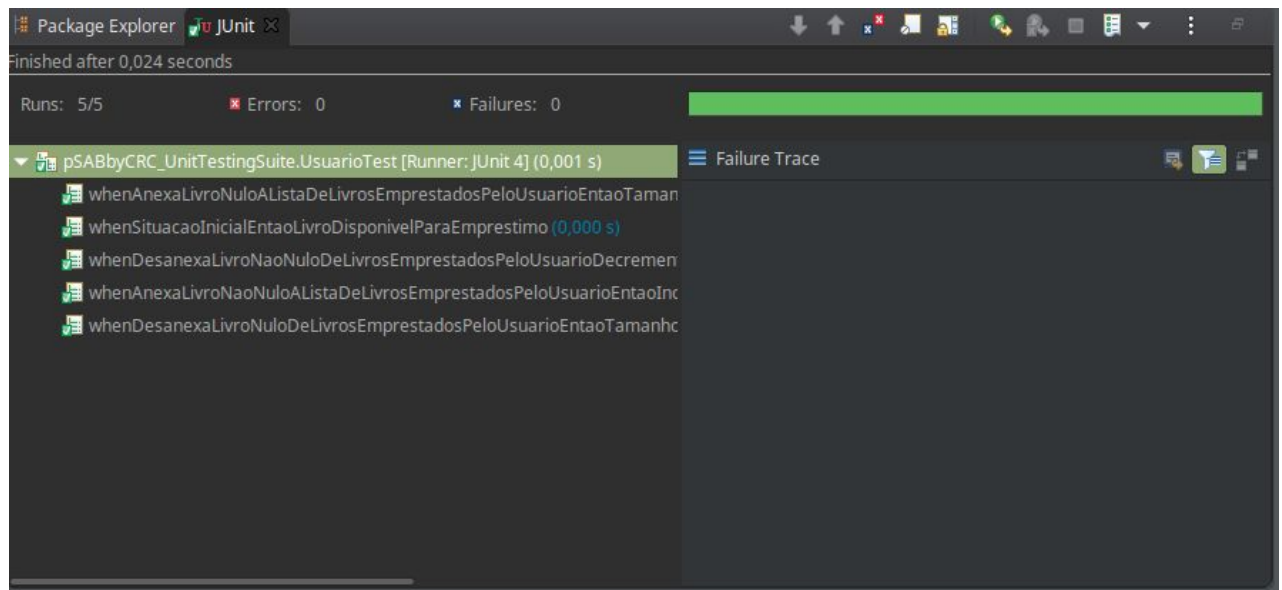 Package Explorer JUnit
Finished after 0,024 seconds
Runs: 5/5 Errors: 0 Failures: 0
pSABbyCRC_UnitTestingSuite.UsuarioTest [Runner: JUnit 4] (0,001 s)
Failure Trace
whenAnexaLivroNuloAListaDeLivrosEmprestadosPeloUsuarioEntaoTaman
whenSituacaoInicialEntaoLivroDisponivelParaEmprestimo (0,000 s)
whenDesanexaLivroNaoNuloDeLivrosEmprestadosPeloUsuarioDecremen
whenAnexaLivroNaoNuloAListaDeLivrosEmprestadosPeloUsuarioEntaoInc
whenDesanexaLivroNuloDeLivrosEmprestadosPeloUsuarioEntaoTamanho